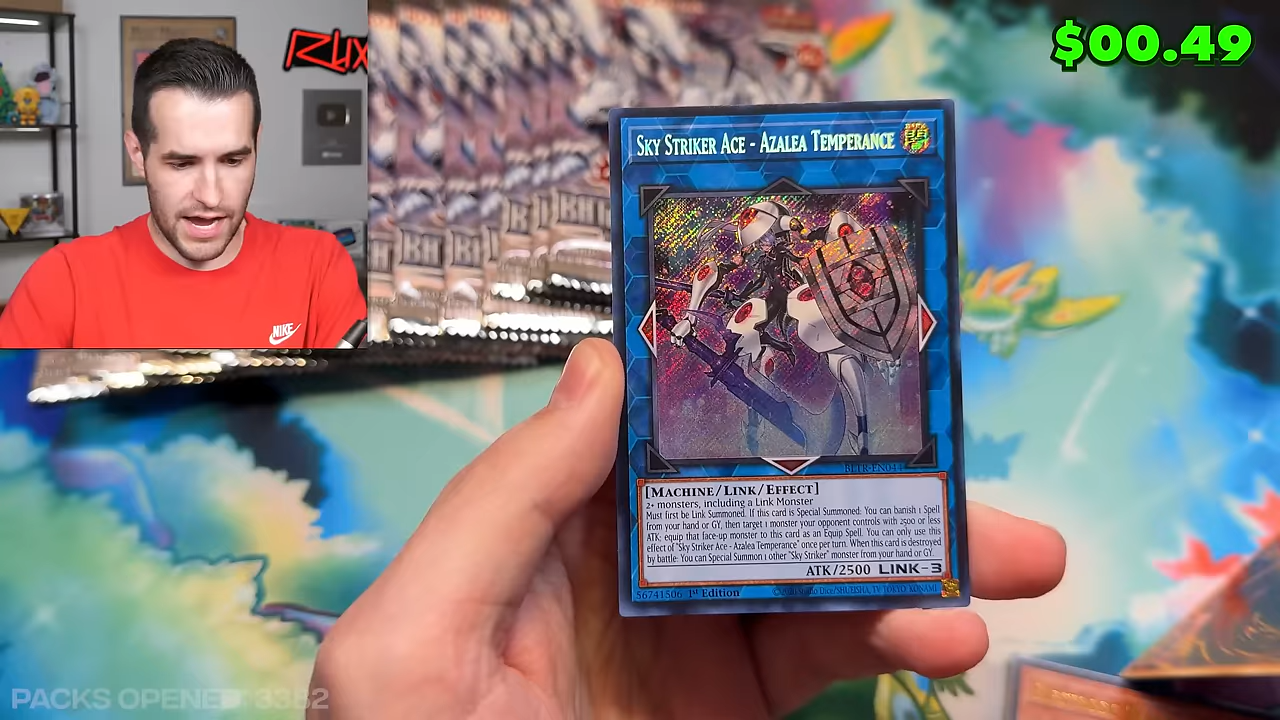 $00.49
SKY STRIKER ACE - AZALEA TEMPERANCE
NIKE
[MACHINE/LINK/EFFECT]
2+ monsters, including a Link Monster
Must first be Link Summoned. If this card is Special Summoned: You can banish 1 Spell
from your hand or GY, then target 1 monster your opponent controls with 2500 or less
ATK; equip that face-up monster to this card as an Equip Spell. You can only use this
effect of "Sky Striker Ace - Azalea Temperance" once per turn. When this card is destroyed
by battle: You can Special Summon 1 other "Sky Striker" monster from your hand or GY.
ATK/2500 LINK-3
56741506 1st Edition
PACKS OPENED: 3382